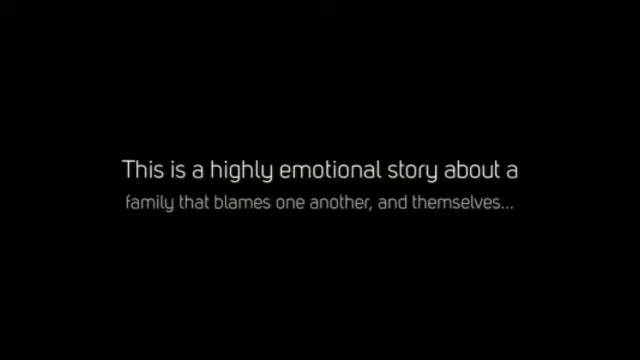 This is a highly emotional story about a
family that blames one another, and themselves...